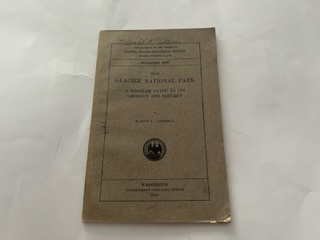 DEPARTMENT OF THE INTERIOR
UNITED STATES GEOLOGICAL SURVEY
BULLETIN 600
THE
GLACIER NATIONAL PARK
A POPULAR GUIDE TO ITS
GEOLOGY AND SCENERY
BY
MARIUS R. CAMPBELL
WASHINGTON
GOVERNMENT PRINTING OFFICE
1914